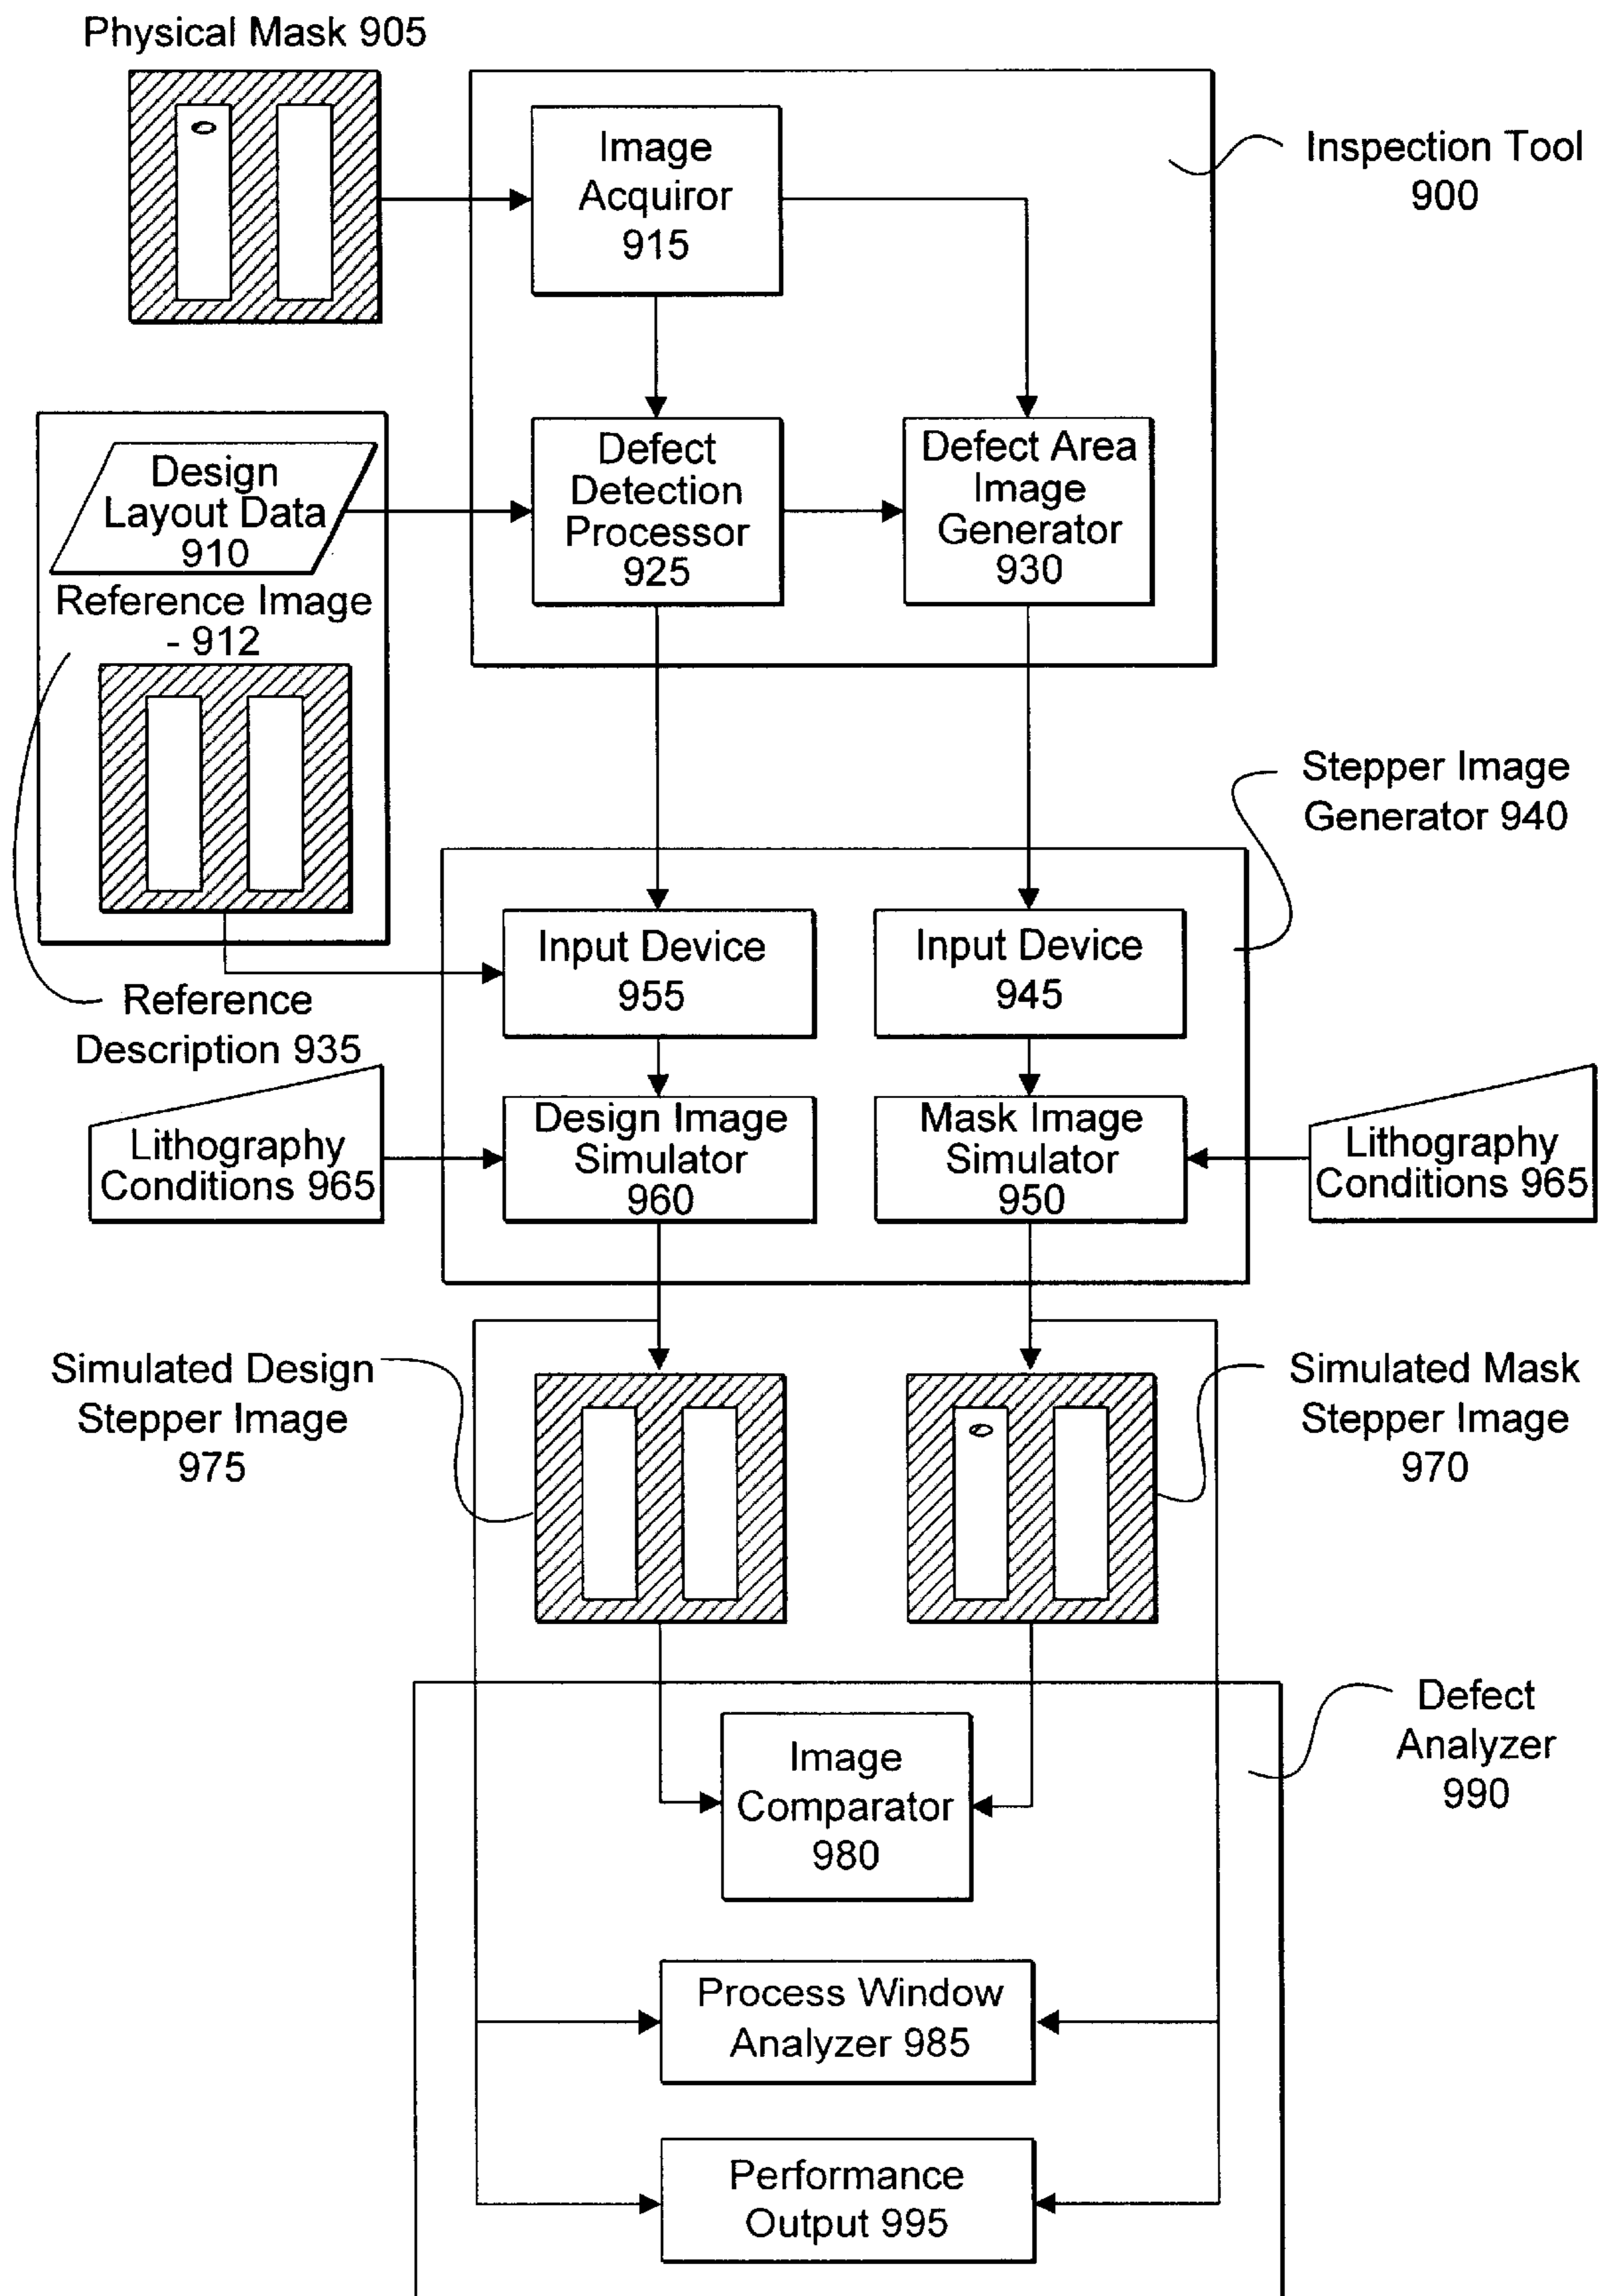 Physical Mask 905
Image
Acquiror
915
Inspection Tool
900
Design
Layout Data
910
Defect
Detection
Processor
925
Defect Area
Image
Generator
930
Reference Image
- 912
Stepper Image
Generator 940
Input Device
955
Input Device
945
Reference
Description 935
Lithography
Conditions 965
Design Image
Simulator
960
Mask Image
Simulator
950
Lithography
Conditions 965
Simulated Design
Stepper Image
975
Simulated Mask
Stepper Image
970
Image
Comparator
980
Defect
Analyzer
990
Process Window
Analyzer 985
Performance
Output 995